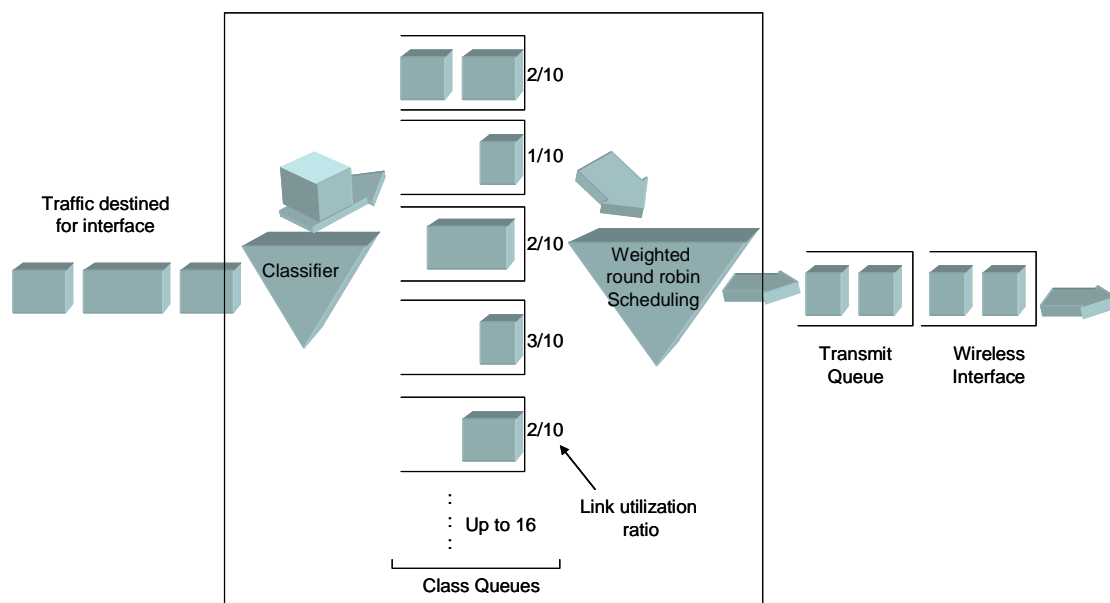 Traffic destined
for interface
Classifier
2/10
1/10
2/10
3/10
2/10
Up to 16
Class Queues
Link utilization
ratio
Weighted
round robin
Scheduling
Transmit
Queue
Wireless
Interface